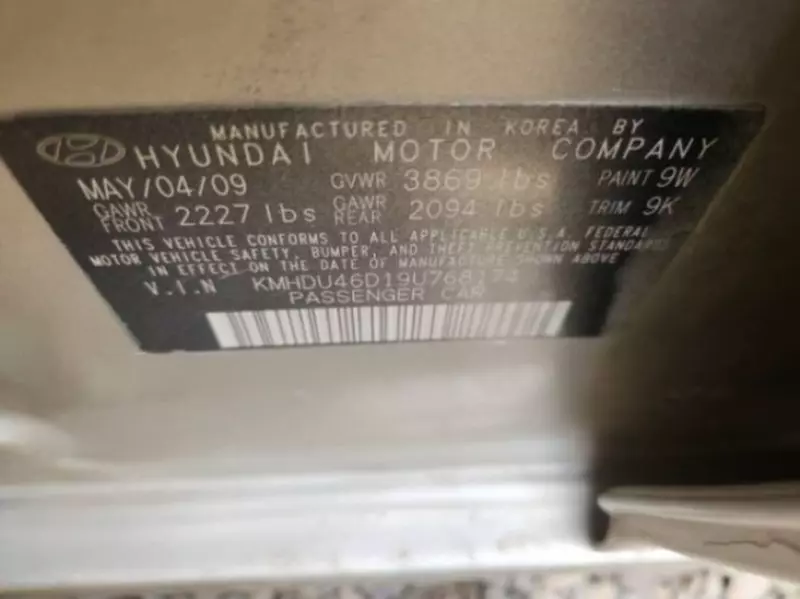 MANUFACTURED IN KOREA BY
HYUNDAI MOTOR COMPANY
MAY/04/09 GVWR 3869 lbs PAINT 9W
GAWR FRONT 2227 lbs GAWR REAR 2094 lbs TRIM 9K
THIS VEHICLE CONFORMS TO ALL APPLICABLE U.S.A. FEDERAL
MOTOR VEHICLE SAFETY, BUMPER, AND THEFT PREVENTION STANDARDS
IN EFFECT ON THE DATE OF MANUFACTURE SHOWN ABOVE
V.I.N KMHDU46D19U768174
PASSENGER CAR